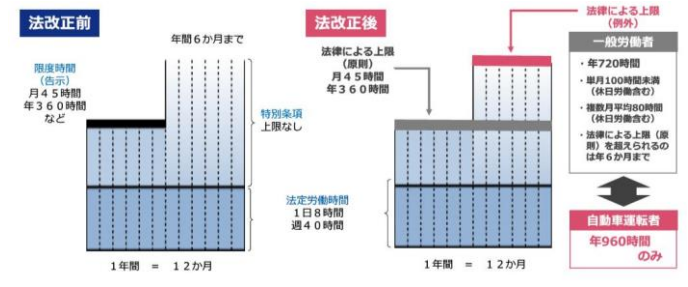 法改正前
年間6か月まで
限度時間
（告示）
月４５時間
年３６０時間
など
特別条項
上限なし
法定労働時間
１日８時間
週４０時間
１年間　＝　１２か月
法改正後
法律による上限
（原則）
月４５時間
年３６０時間
法律による上限
（例外）
一般労働者
・年720時間
・単月100時間未満
（休日労働含む）
・複数月平均80時間
（休日労働含む）
・法律による上限（原
則）を超えられるの
は年６か月まで
自動車運転者
年960時間
のみ
１年間　＝　１２か月